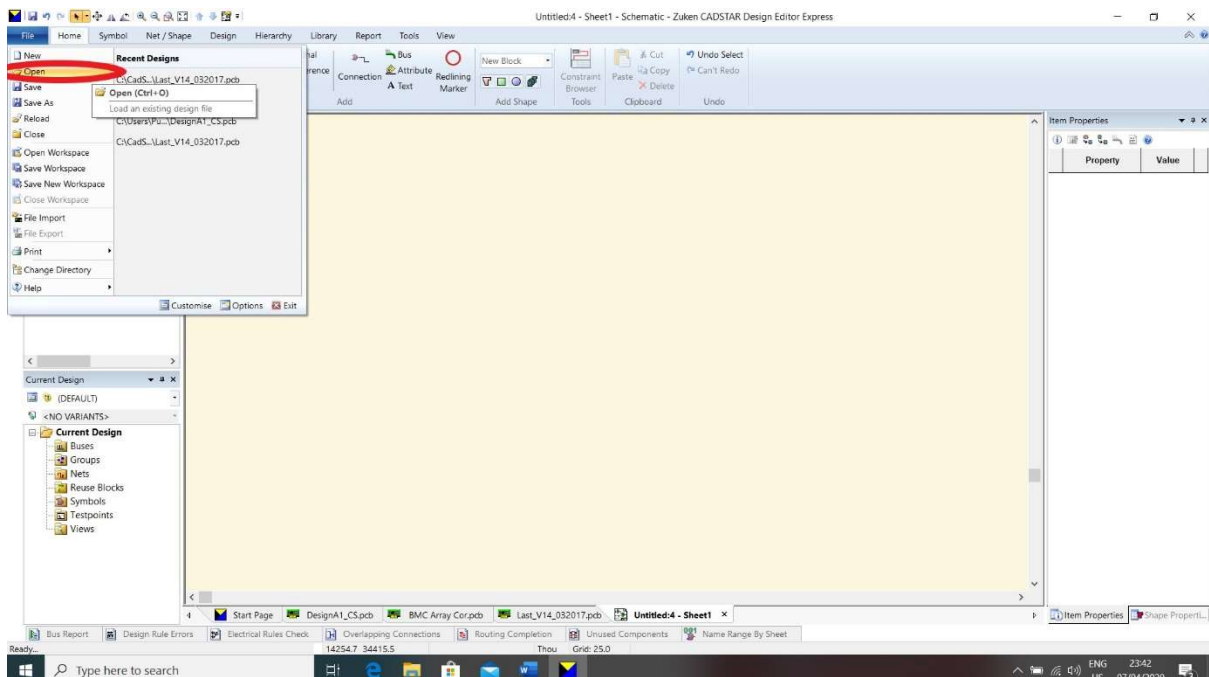 Untitled:4 - Sheet1 - Schematic - Zuken CADSTAR Design Editor Express
File Home Symbol Net / Shape Design Hierarchy Library Report Tools View
New
Open
Save
Save As
Reload
Close
Open Workspace
Save Workspace
Save New Workspace
Close Workspace
File Import
File Export
Print
Change Directory
Help
Recent Designs
C:\CadS...\Last_V14_032017.pcb
Open (Ctrl+O)
Load an existing design file
C:\Users\Pu...\DesignA1_CS.pcb
C:\CadS...\Last_V14_032017.pcb
Customise Options Exit
Connection
Bus
Attribute
A Text
Redlining Marker
Add
New Block
Add Shape
Constraint Browser
Tools
Paste
Cut
Copy
Delete
Clipboard
Undo Select
Can't Redo
Undo
Item Properties
Property Value
Current Design
(DEFAULT)
<NO VARIANTS>
Current Design
Buses
Groups
Nets
Reuse Blocks
Symbols
Testpoints
Views
Start Page DesignA1_CS.pcb BMC Array Cor.pcb Last_V14_032017.pcb Untitled:4 - Sheet1
Item Properties Shape Properti...
Bus Report Design Rule Errors Electrical Rules Check Overlapping Connections Routing Completion Unused Components Name Range By Sheet
Ready... 14254.7 34415.5 Thou Grid: 25.0
Type here to search
ENG 23:42
07/04/2020